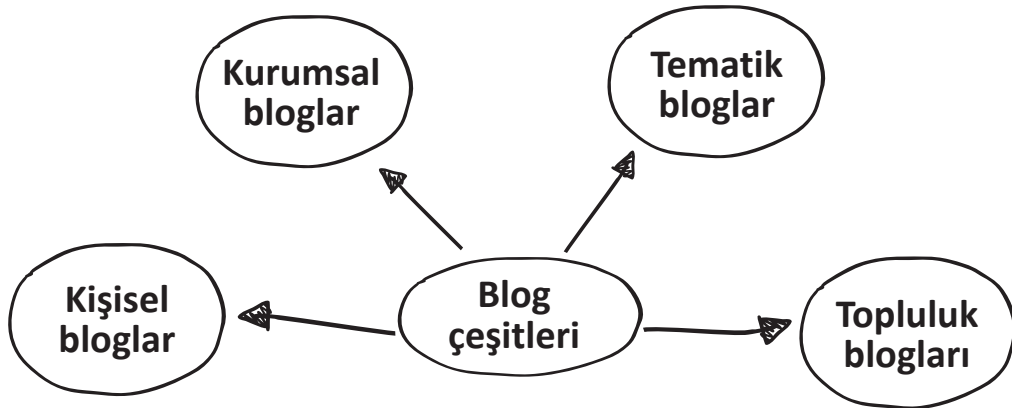 Kurumsal
bloglar
Tematik
bloglar
Kişisel
bloglar
Blog
çeşitleri
Topluluk
blogları